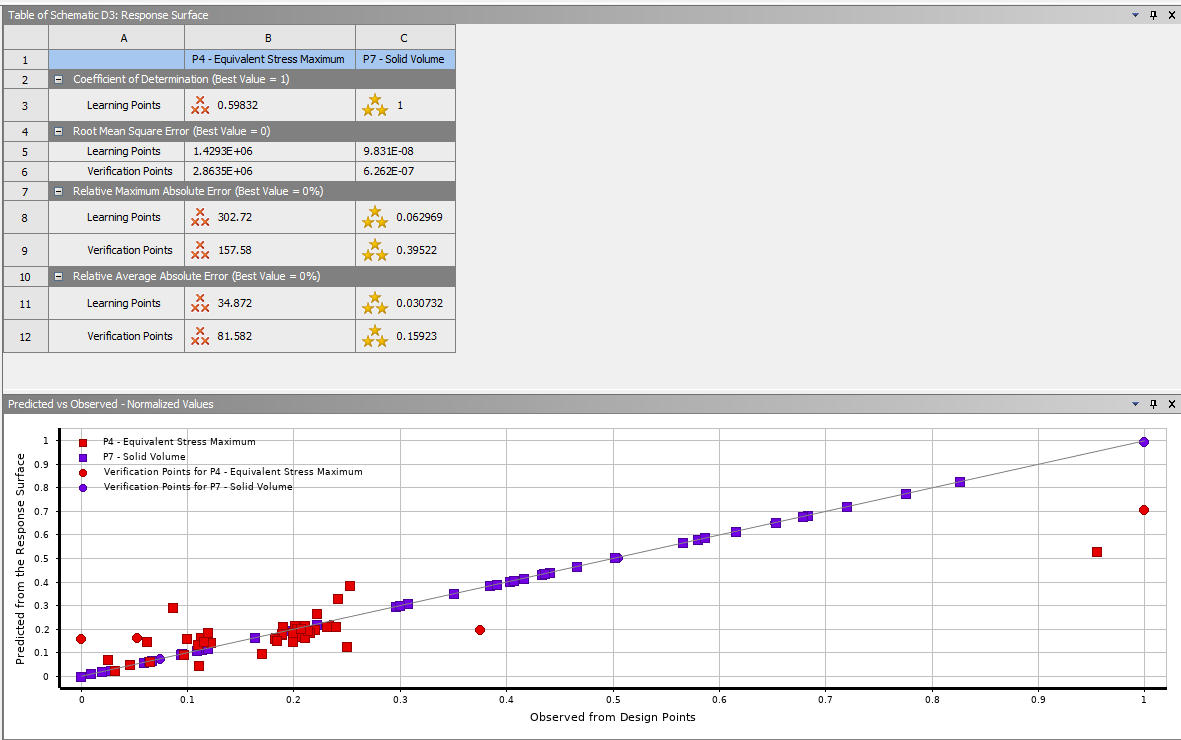 Table of Schematic D3: Response Surface
A B C
1 P4 - Equivalent Stress Maximum P7 - Solid Volume
2 Coefficient of Determination (Best Value = 1)
3 Learning Points 0.59832 1
4 Root Mean Square Error (Best Value = 0)
5 Learning Points 1.4293E+06 9.831E-08
6 Verification Points 2.8635E+06 6.262E-07
7 Relative Maximum Absolute Error (Best Value = 0%)
8 Learning Points 302.72 0.062969
9 Verification Points 157.58 0.39522
10 Relative Average Absolute Error (Best Value = 0%)
11 Learning Points 34.872 0.030732
12 Verification Points 81.582 0.15923
Predicted vs Observed - Normalized Values
P4 - Equivalent Stress Maximum
P7 - Solid Volume
Verification Points for P4 - Equivalent Stress Maximum
Verification Points for P7 - Solid Volume
Predicted from the Response Surface
1
0.9
0.8
0.7
0.6
0.5
0.4
0.3
0.2
0.1
0
0 0.1 0.2 0.3 0.4 0.5 0.6 0.7 0.8 0.9 1
Observed from Design Points